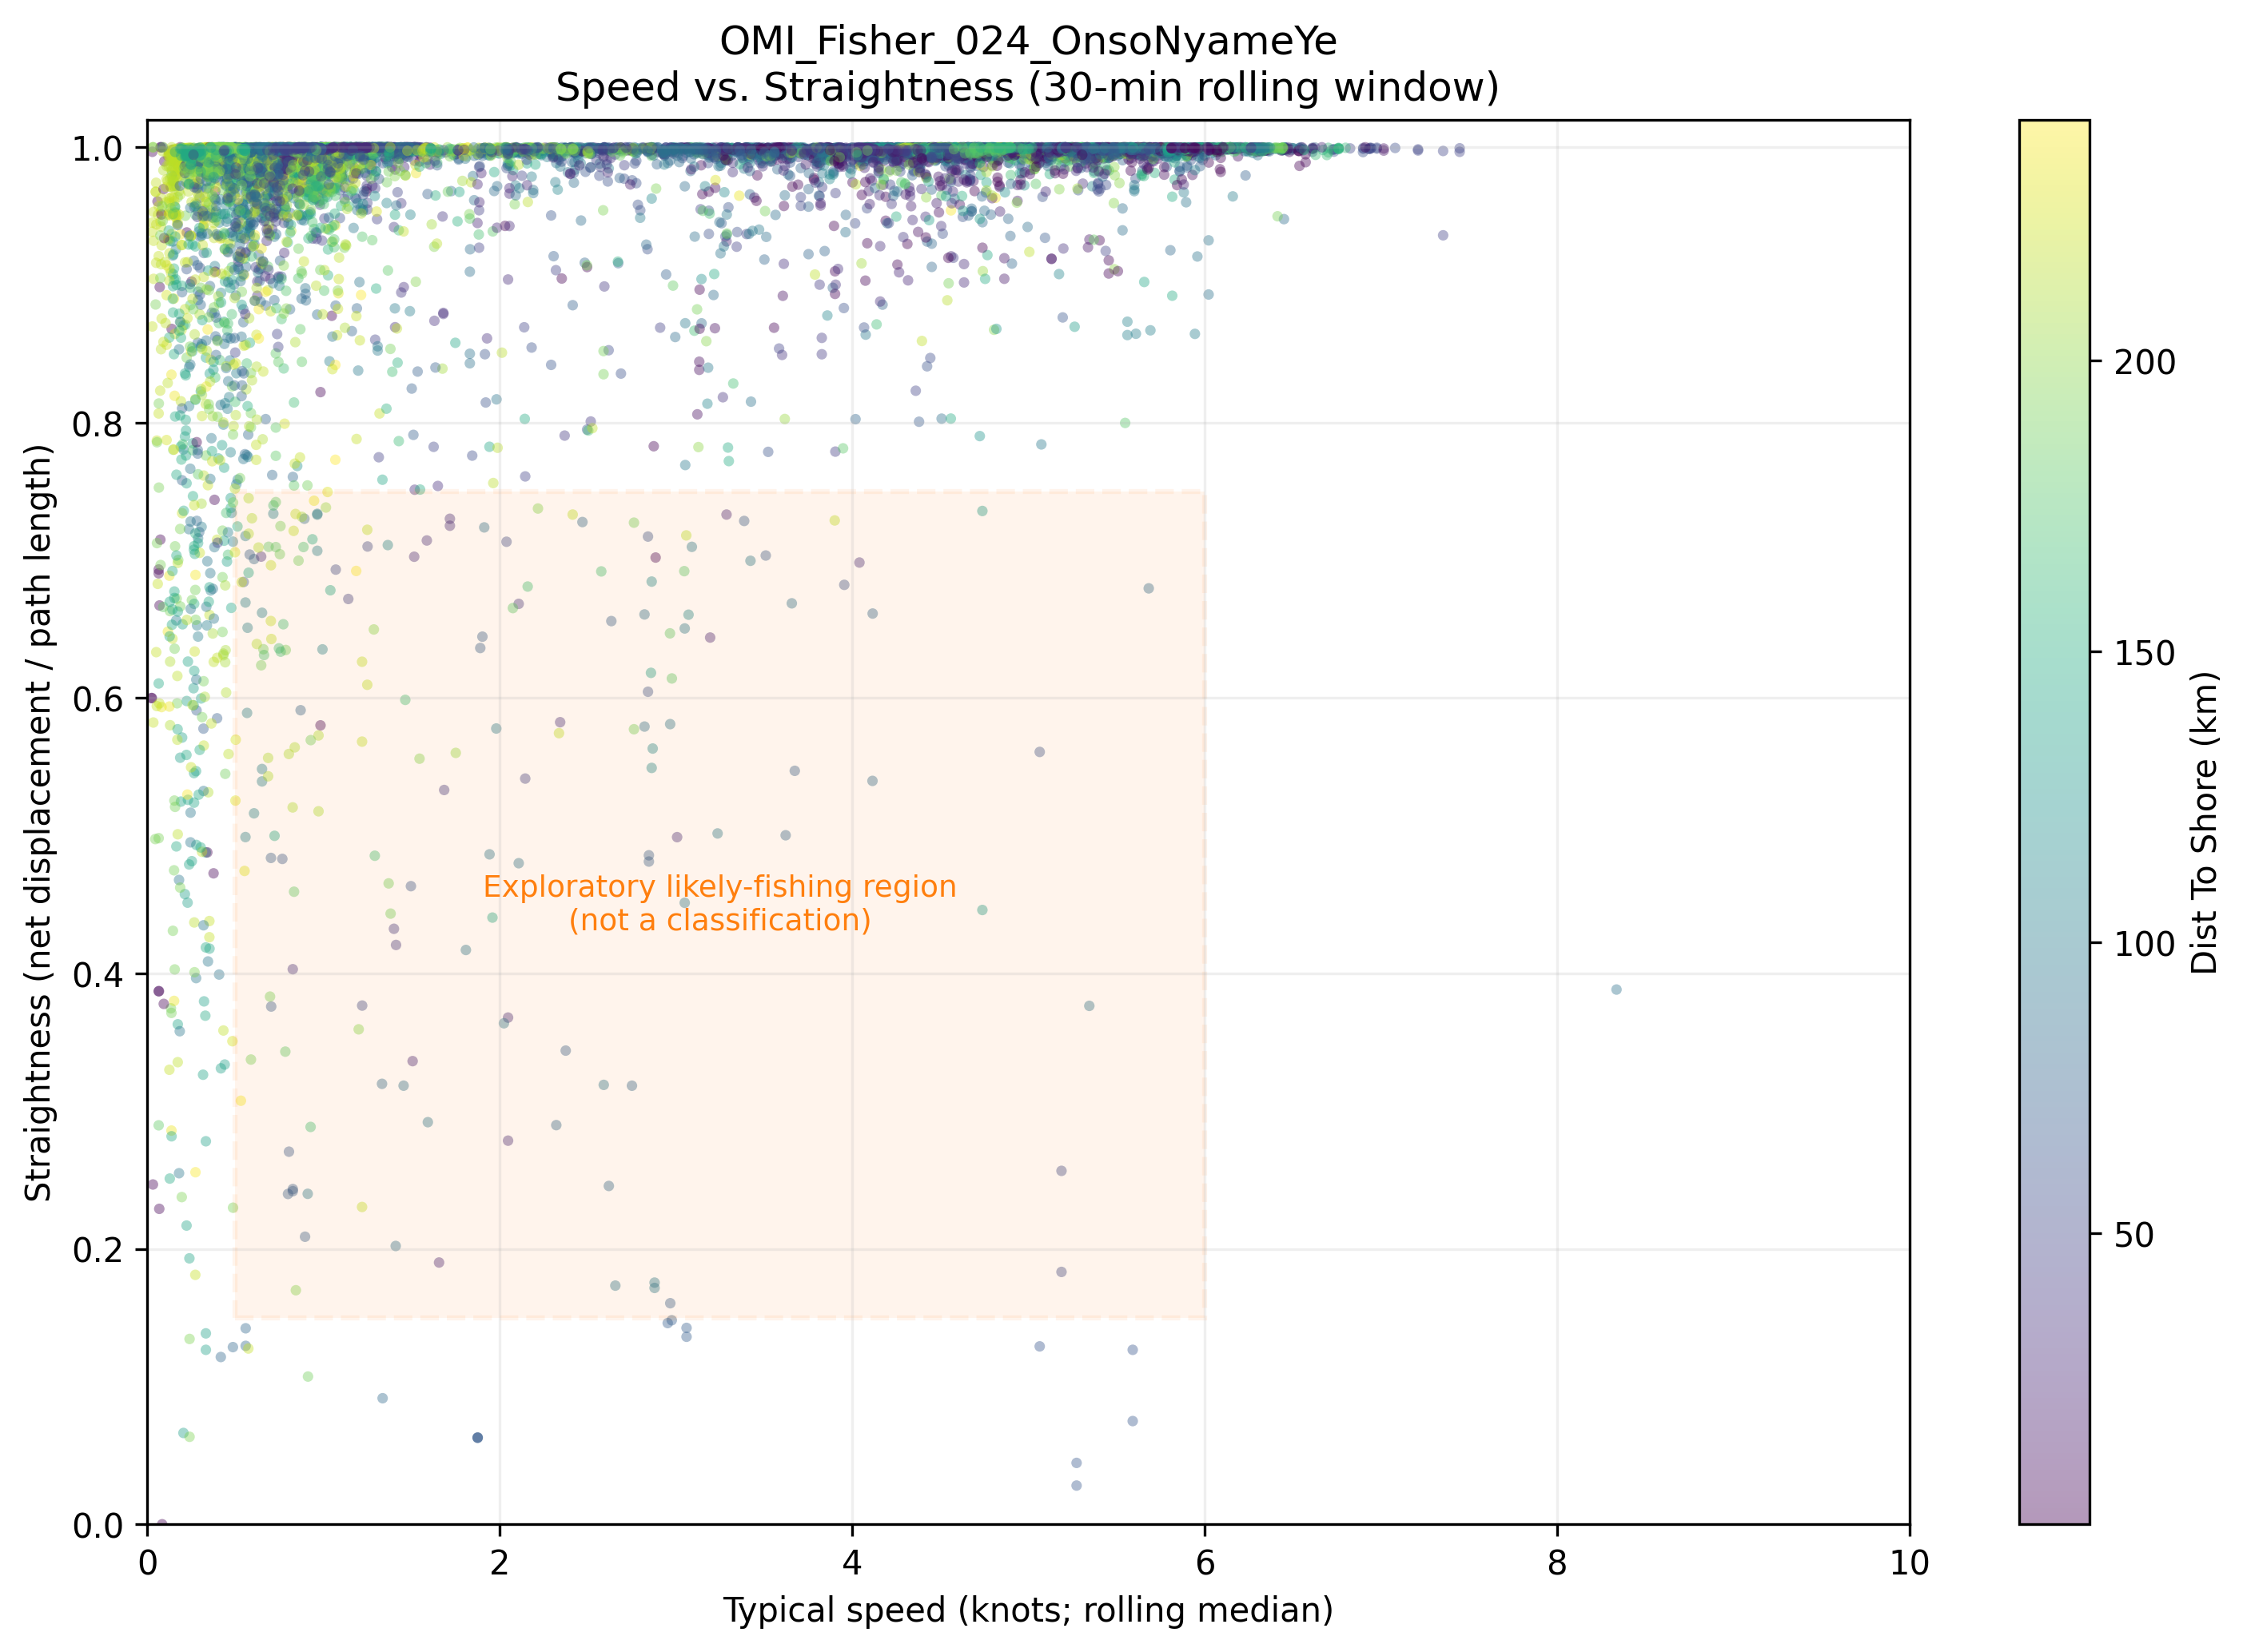 OMI_Fisher_024_OnsoNyameYe
Speed vs. Straightness (30-min rolling window)
Straightness (net displacement / path length)
1.0
0.8
0.6
0.4
0.2
0.0
Exploratory likely-fishing region
(not a classification)
0 2 4 6 8 10
Typical speed (knots; rolling median)
200
150
100
50
Dist To Shore (km)